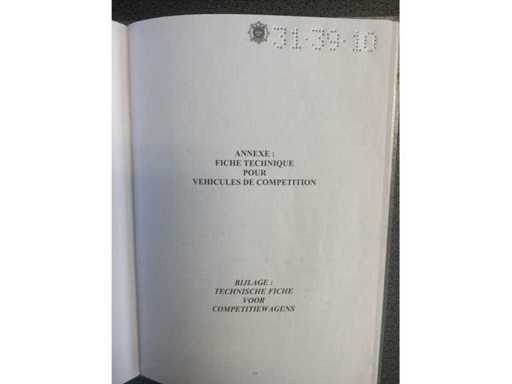 31-39-10
ANNEXE :
FICHE TECHNIQUE
POUR
VEHICULES DE COMPETITION
BIJLAGE :
TECHNISCHE FICHE
VOOR
COMPETITIEWAGENS